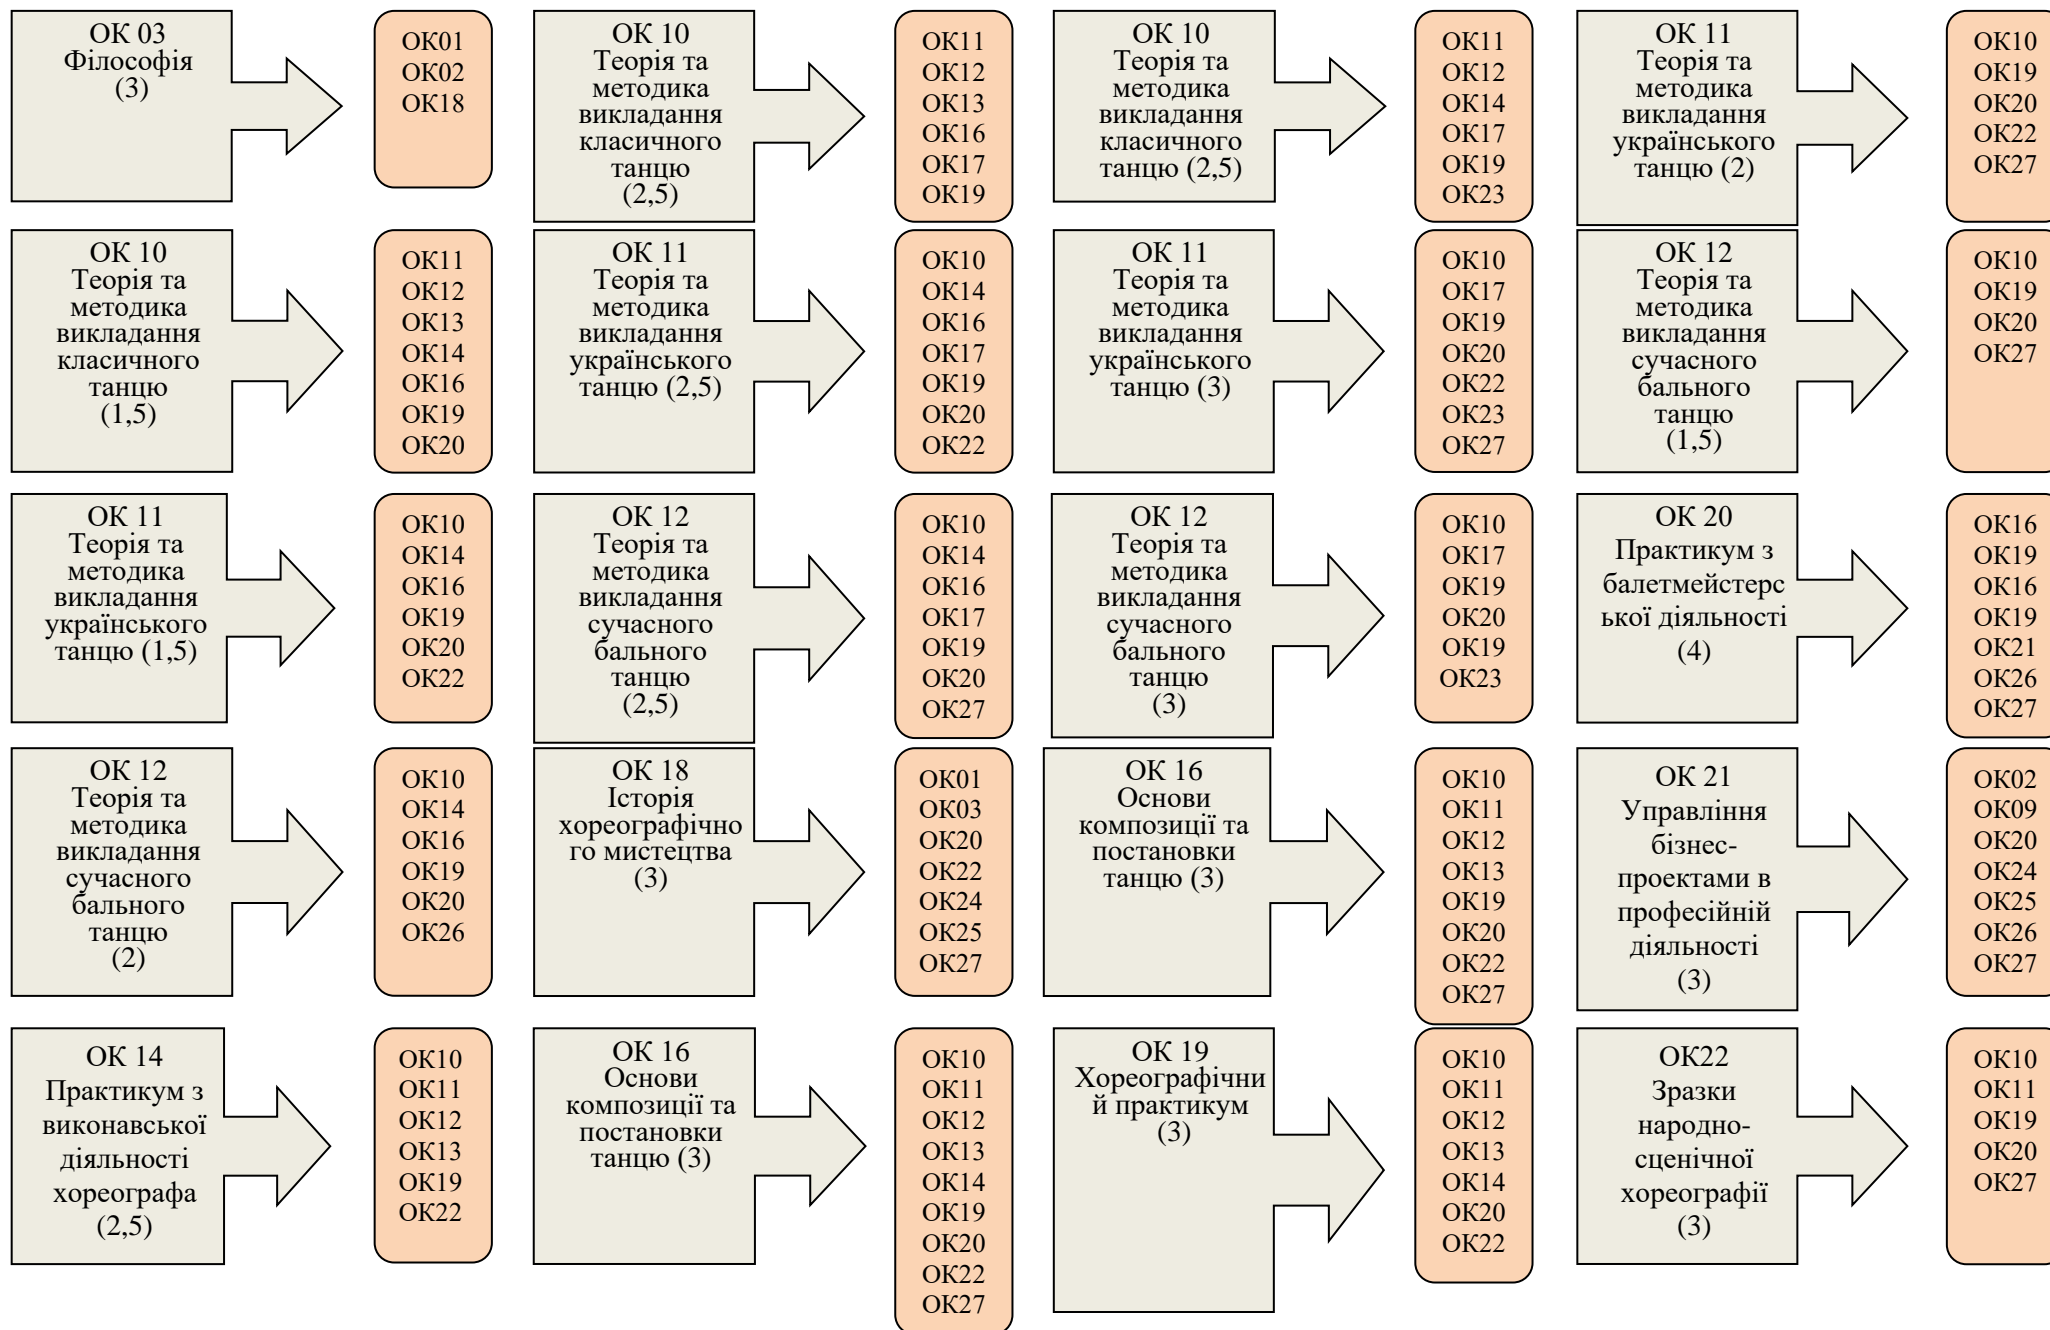 ОК 03
Філософія
(3)
ОК01
ОК02
ОК18
ОК 10
Теорія та
методика
викладання
класичного
танцю
(2,5)
ОК11
ОК12
ОК13
ОК16
ОК17
ОК19
ОК 10
Теорія та
методика
викладання
класичного
танцю (2,5)
ОК11
ОК12
ОК14
ОК17
ОК19
ОК23
ОК 11
Теорія та
методика
викладання
українського
танцю (2)
ОК10
ОК19
ОК20
ОК22
ОК27
ОК 10
Теорія та
методика
викладання
класичного
танцю
(1,5)
ОК11
ОК12
ОК13
ОК14
ОК16
ОК19
ОК20
ОК 11
Теорія та
методика
викладання
українського
танцю (2,5)
ОК10
ОК14
ОК16
ОК17
ОК19
ОК20
ОК22
ОК 11
Теорія та
методика
викладання
українського
танцю (3)
ОК10
ОК17
ОК19
ОК20
ОК22
ОК23
ОК27
ОК 12
Теорія та
методика
викладання
сучасного
бального
танцю
(1,5)
ОК10
ОК19
ОК20
ОК27
ОК 11
Теорія та
методика
викладання
українського
танцю (1,5)
ОК10
ОК14
ОК16
ОК19
ОК20
ОК22
ОК 12
Теорія та
методика
викладання
сучасного
бального
танцю
(2,5)
ОК10
ОК14
ОК16
ОК17
ОК19
ОК20
ОК27
ОК 12
Теорія та
методика
викладання
сучасного
бального
танцю
(3)
ОК10
ОК17
ОК19
ОК20
ОК19
ОК23
ОК 20
Практикум з
балетмейстерс
ької діяльності
(4)
ОК16
ОК19
ОК16
ОК19
ОК21
ОК26
ОК27
ОК 12
Теорія та
методика
викладання
сучасного
бального
танцю
(2)
ОК10
ОК14
ОК16
ОК19
ОК20
ОК26
ОК 18
Історія
хореографічно
го мистецтва
(3)
ОК01
ОК03
ОК20
ОК22
ОК24
ОК25
ОК27
ОК 16
Основи
композиції та
постановки
танцю (3)
ОК10
ОК11
ОК12
ОК13
ОК19
ОК20
ОК22
ОК27
ОК 21
Управління
бізнес-
проектами в
професійній
діяльності
(3)
ОК02
ОК09
ОК20
ОК24
ОК25
ОК26
ОК27
ОК 14
Практикум з
виконавської
діяльності
хореографа
(2,5)
ОК10
ОК11
ОК12
ОК13
ОК19
ОК22
ОК 16
Основи
композиції та
постановки
танцю (3)
ОК10
ОК11
ОК12
ОК13
ОК14
ОК19
ОК20
ОК22
ОК27
ОК 19
Хореографічни
й практикум
(3)
ОК10
ОК11
ОК12
ОК13
ОК14
ОК20
ОК22
ОК22
Зразки
народно-
сценічної
хореографії
(3)
ОК10
ОК11
ОК19
ОК20
ОК27